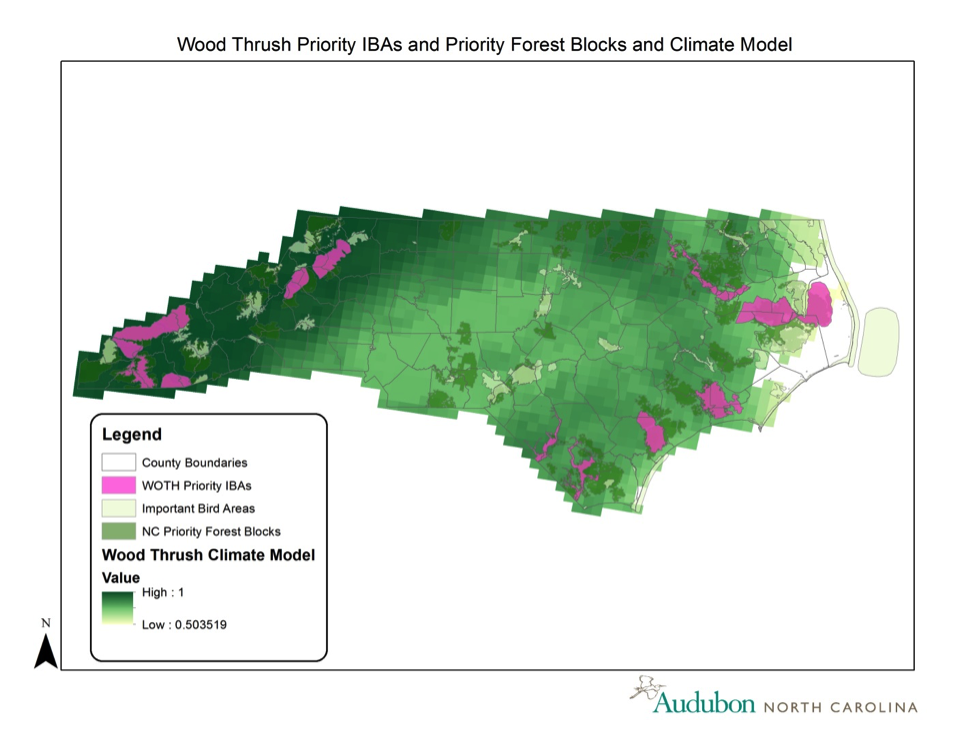 Wood Thrush Priority IBAs and Priority Forest Blocks and Climate Model
Legend
County Boundaries
WOTH Priority IBAs
Important Bird Areas
NC Priority Forest Blocks
Wood Thrush Climate Model
Value
High : 1
Low : 0.503519
N
Audubon NORTH CAROLINA